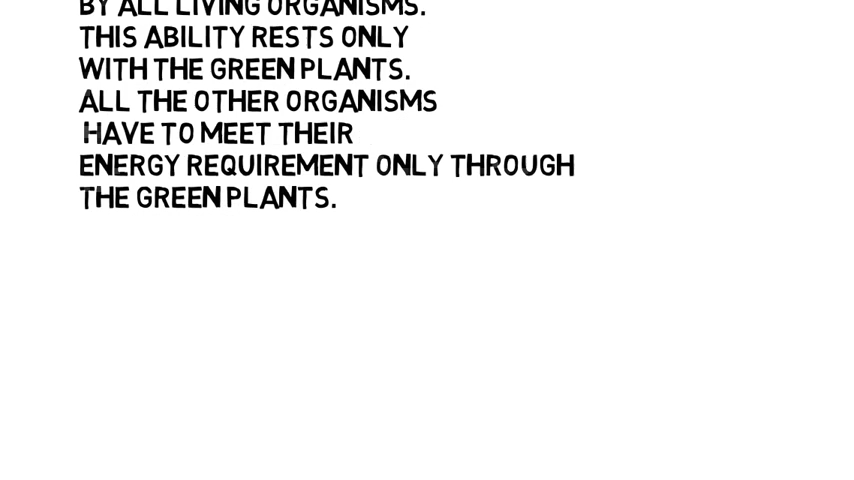 BY ALL LIVING ORGANISMS.
THIS ABILITY RESTS ONLY
WITH THE GREEN PLANTS.
ALL THE OTHER ORGANISMS
HAVE TO MEET THEIR
ENERGY REQUIREMENT ONLY THROUGH
THE GREEN PLANTS.